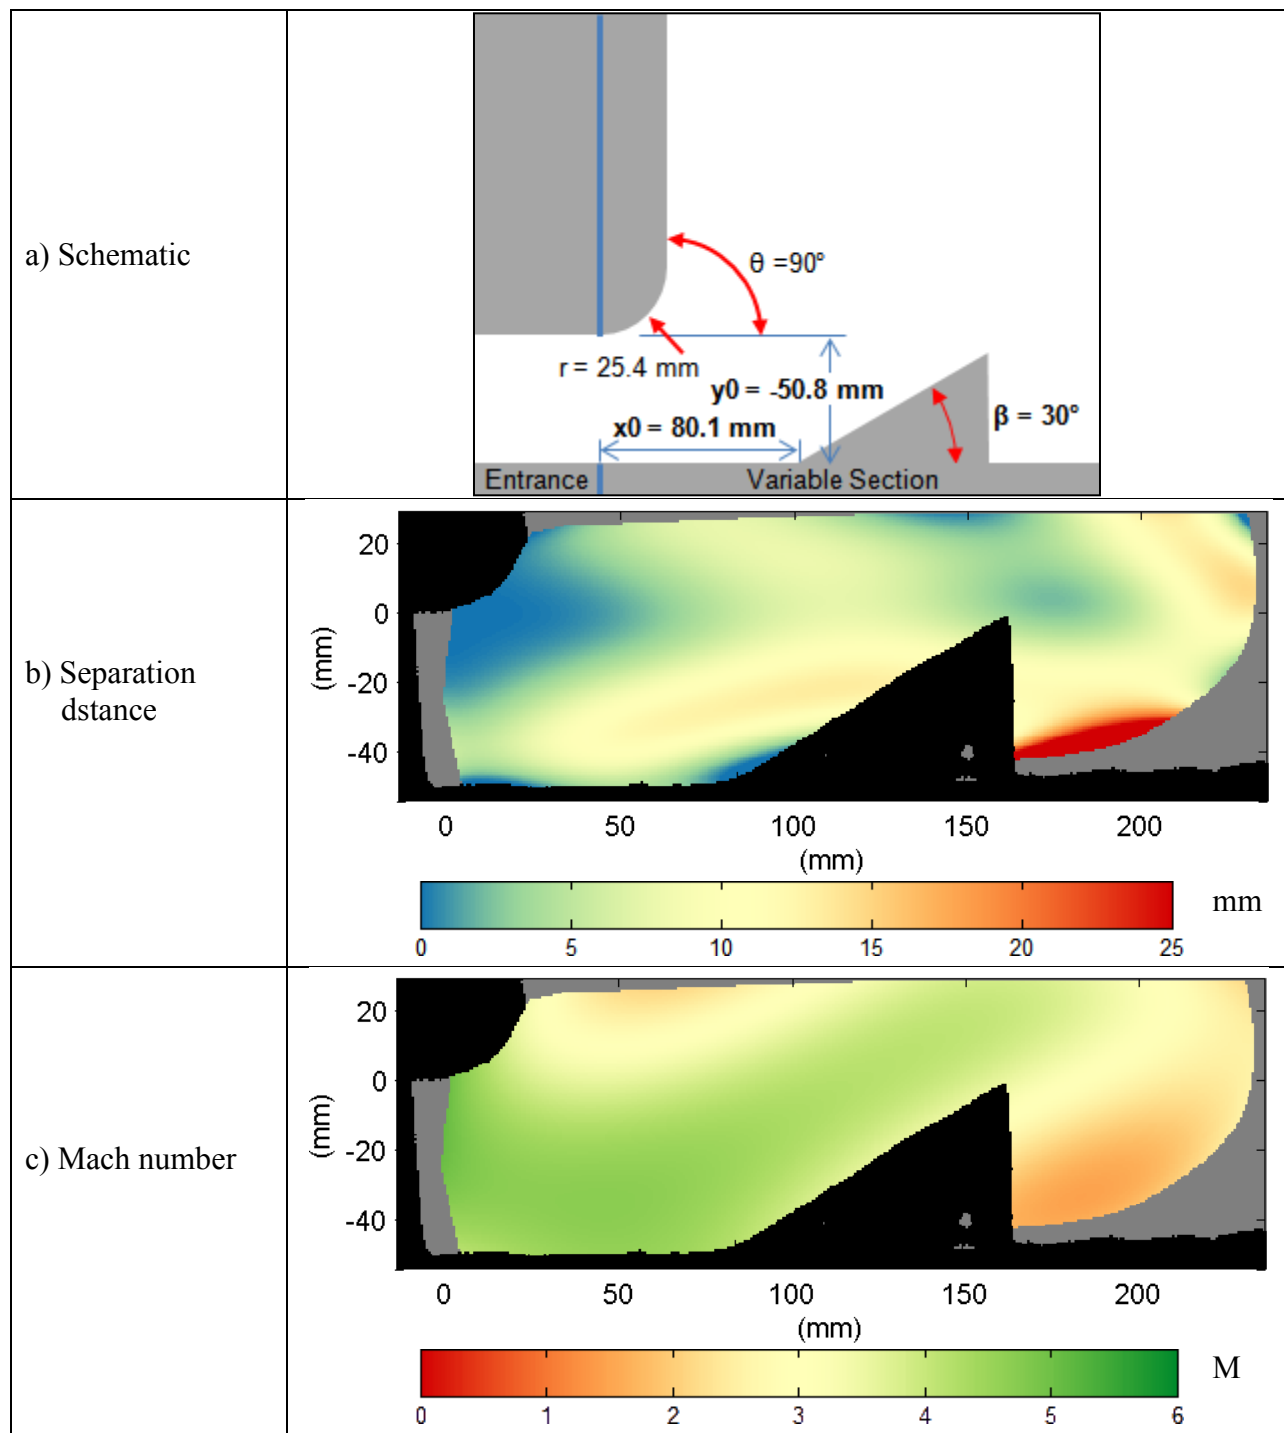 a) Schematic
θ =90°
r = 25.4 mm
y0 = -50.8 mm
x0 = 80.1 mm
β = 30°
Entrance
Variable Section
b) Separation
dstance
20
0
-20
-40
(mm)
0 50 100 150 200
(mm)
mm
0 5 10 15 20 25
c) Mach number
20
0
-20
-40
(mm)
0 50 100 150 200
(mm)
M
0 1 2 3 4 5 6